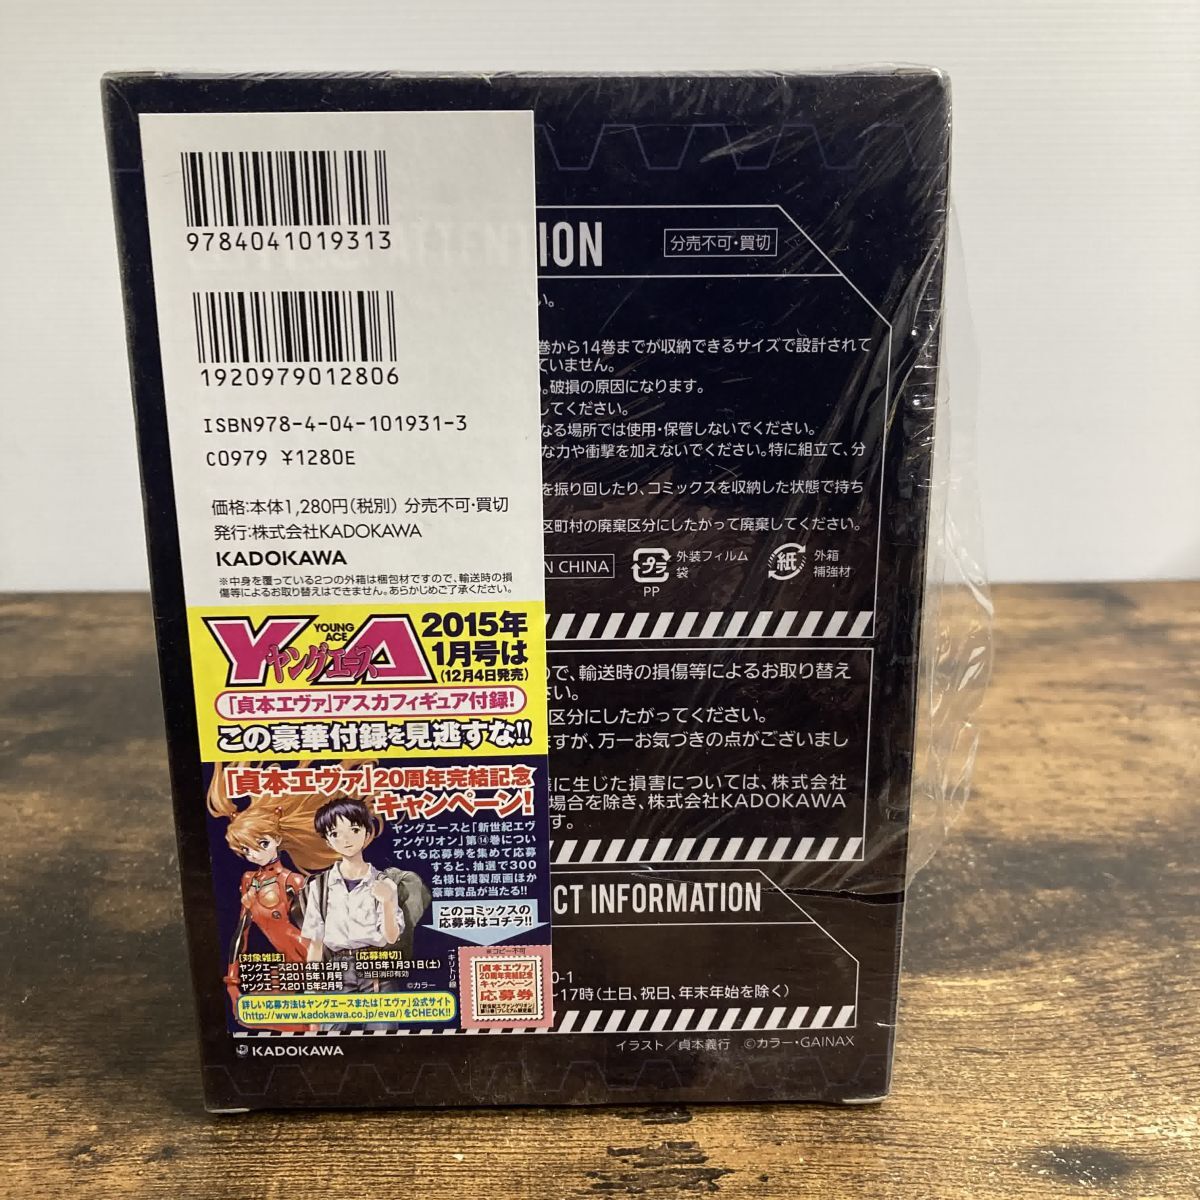 9784041019313
1920979012806
ISBN978-4-04-101931-3
C0979 ¥1280E
価格:本体1,280円(税別) 分売不可・買切
発行:株式会社KADOKAWA
KADOKAWA
※中身を覆っている2つの外箱は梱包材ですので、輸送時の損
傷等によるお取り替えはできません。あらかじめご了承ください。
YOUNG
ACE
YA
ヤングエース
2015年
1月号は
(12月4日発売)
「貞本エヴァ」アスカフィギュア付録!
この豪華付録を見逃すな!!
「貞本エヴァ」20周年完結記念
キャンペーン!
ヤングエースと「新世紀エヴ
ァンゲリオン」第⑭巻につい
ている応募券を集めて応募
すると、抽選で300
名様に複製原画ほか
豪華賞品が当たる!!
このコミックスの
応募券はコチラ!!
[対象雑誌]
ヤングエース2014年12月号
ヤングエース2015年1月号
ヤングエース2015年2月号
[応募締切]
2015年1月31日(土)
※当日消印有効
©カラー
詳しい応募方法はヤングエースまたは「エヴァ」公式サイト
(http://www.kadokawa.co.jp/eva/)をCHECK!!
キリトリ線
※コピー不可
「貞本エヴァ」
20周年完結記念
キャンペーン
応募券
TION
分売不可・買切
い。
巻から14巻までが収納できるサイズで設計されて
ていません。
。破損の原因になります。
してください。
なる場所では使用・保管しないでください。
な力や衝撃を加えないでください。特に組立て、分
を振り回したり、コミックスを収納した状態で持ち
区町村の廃棄区分にしたがって廃棄してください。
N CHINA
プラ
PP
外装フィルム
袋
紙
外箱
補強材
で、輸送時の損傷等によるお取り替え
さい。
区分にしたがってください。
ますが、万一お気づきの点がございまし
に生じた損害については、株式会社
場合を除き、株式会社KADOKAWA
す。
CT INFORMATION
0-1
~17時(土日、祝日、年末年始を除く)
KADOKAWA
イラスト/貞本義行 ©カラー・GAINAX